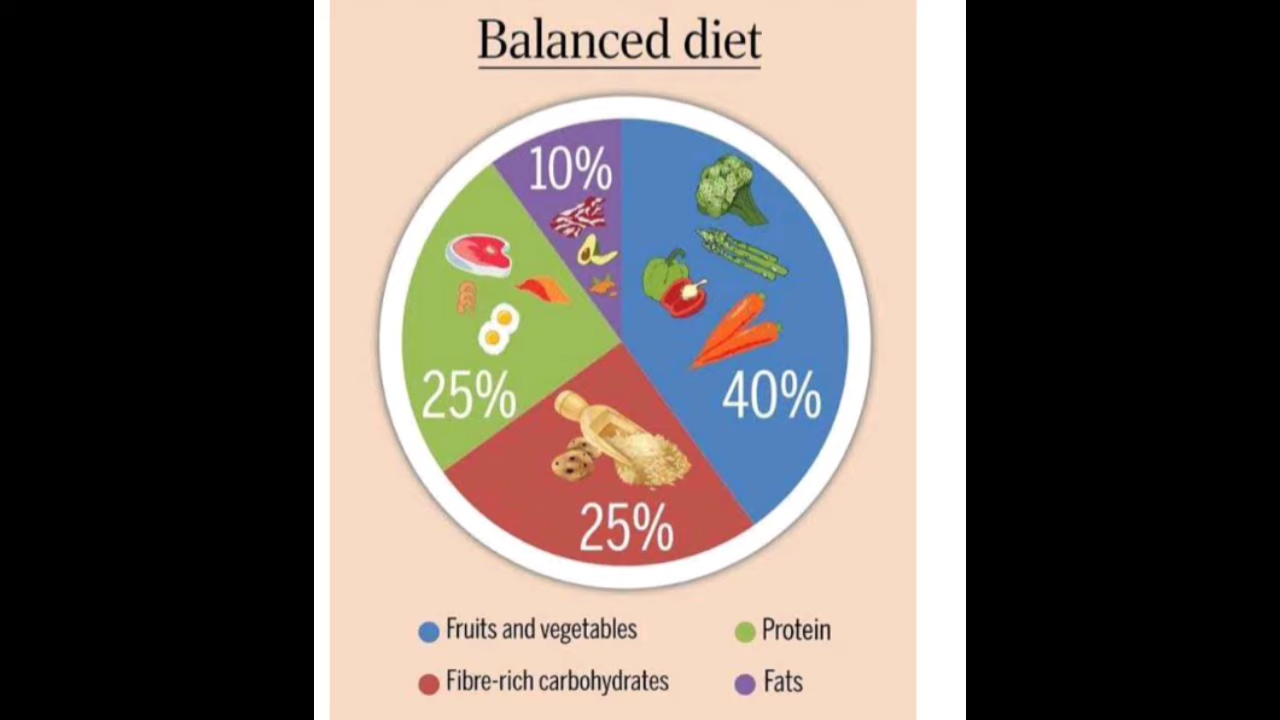 Balanced diet
10%
25%
40%
25%
Fruits and vegetables
Protein
Fibre-rich carbohydrates
Fats